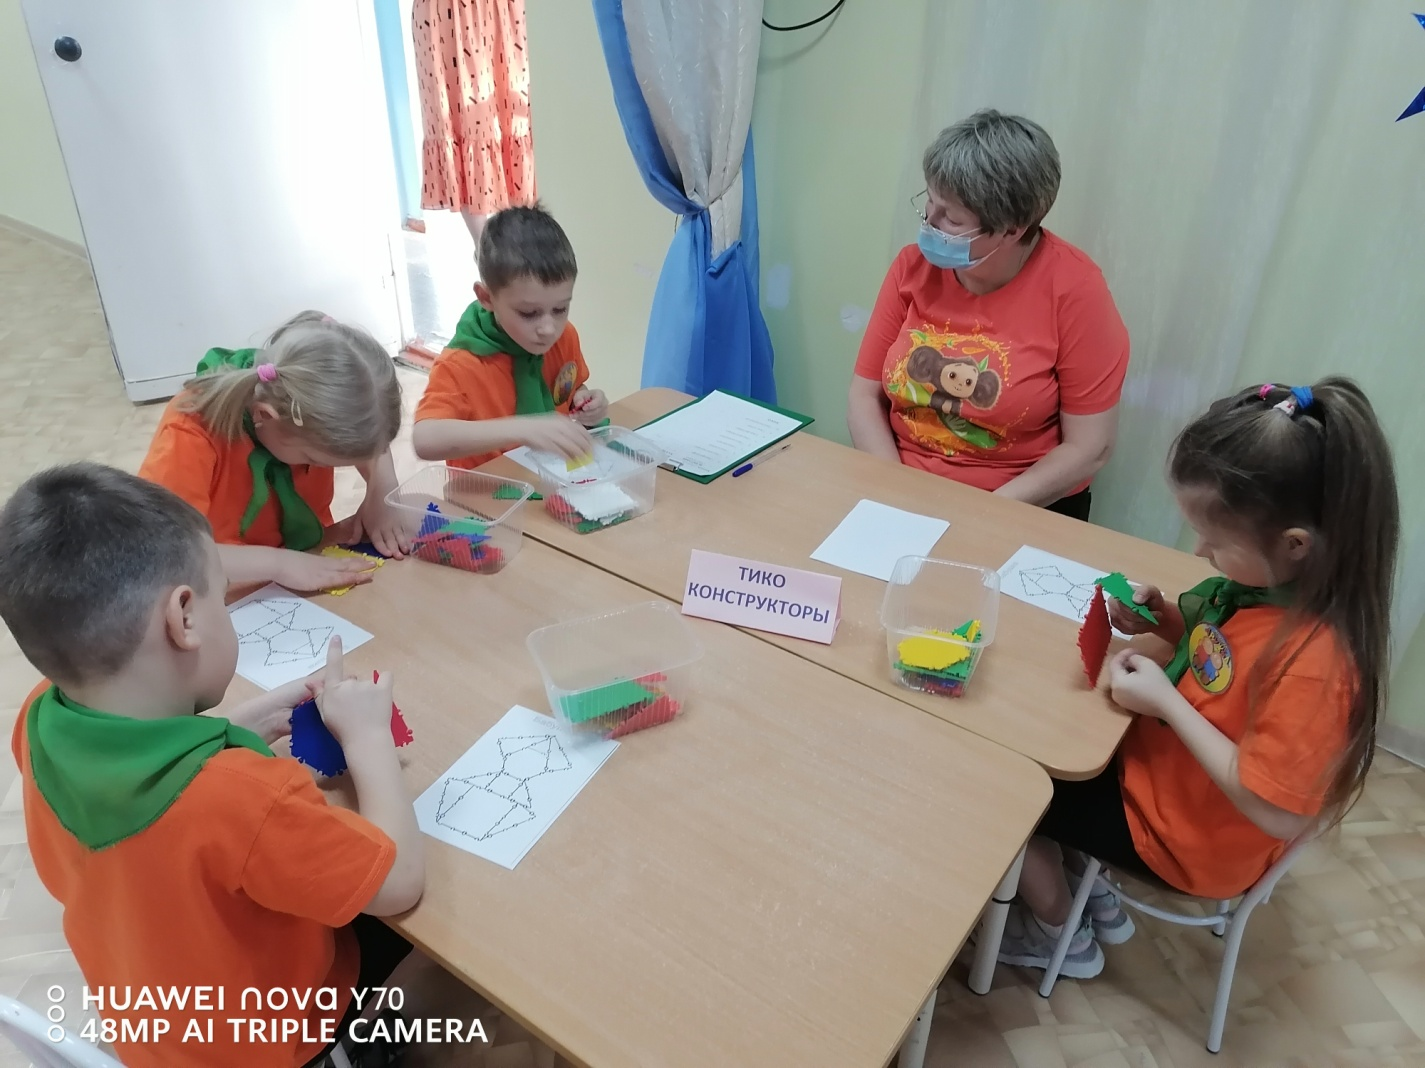 ТИКО
КОНСТРУКТОРЫ
HUAWEI nova Y70
48MP AI TRIPLE CAMERA